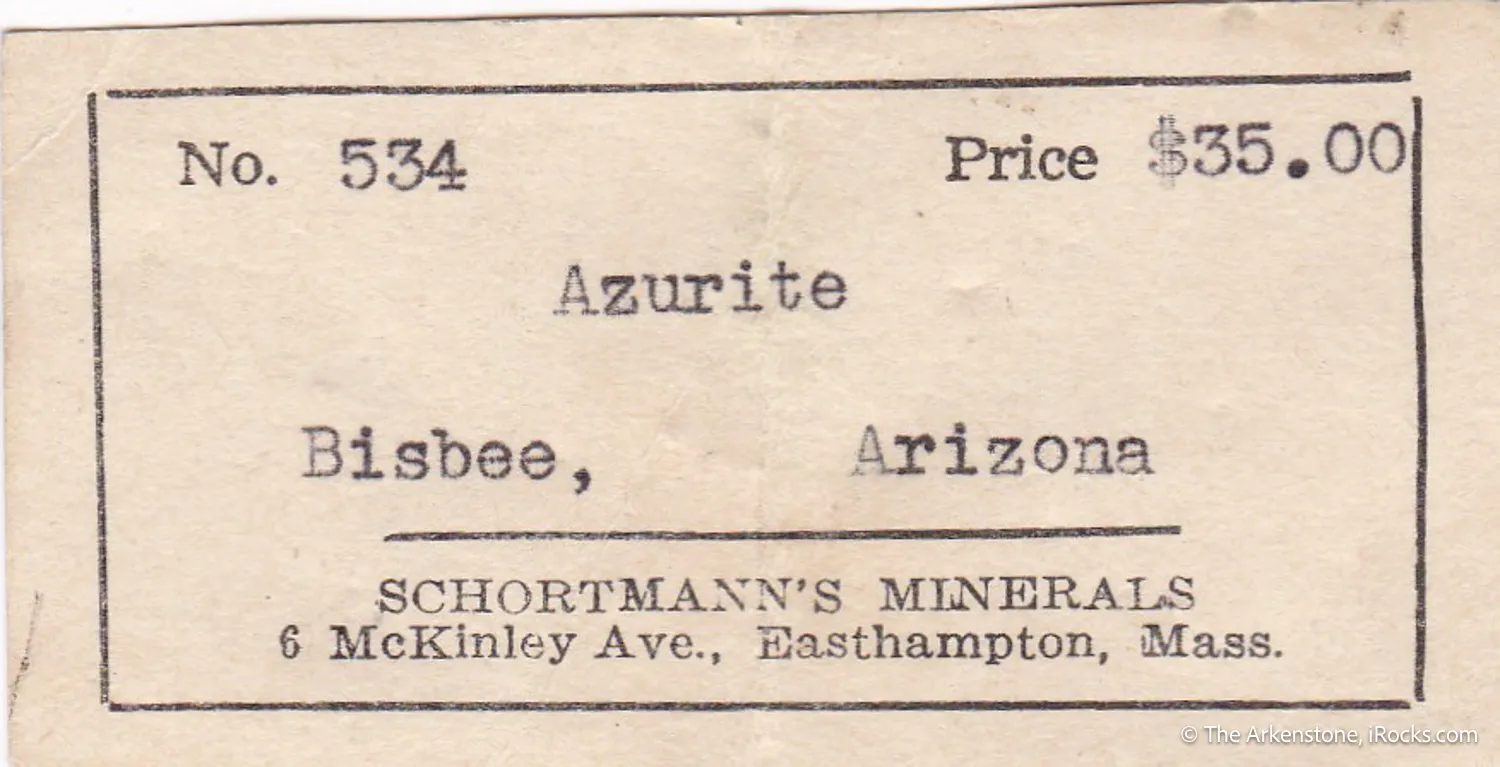 No. 534 Price $35.00
Azurite
Bisbee, Arizona
SCHORTMANN'S MINERALS
6 McKinley Ave., Easthampton, Mass.
© The Arkenstone, iRocks.com